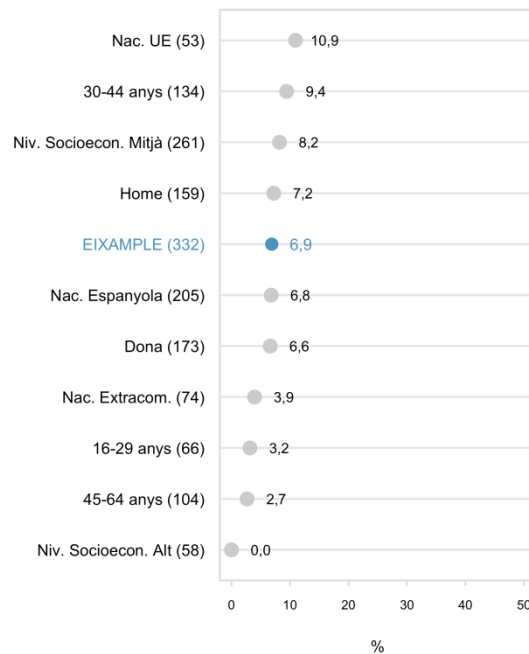 Nac. UE (53) 10,9
30-44 anys (134) 9,4
Niv. Socioecon. Mitjà (261) 8,2
Home (159) 7,2
EIXAMPLE (332) 6,9
Nac. Espanyola (205) 6,8
Dona (173) 6,6
Nac. Extracom. (74) 3,9
16-29 anys (66) 3,2
45-64 anys (104) 2,7
Niv. Socioecon. Alt (58) 0,0
0 10 20 30 40 50
%